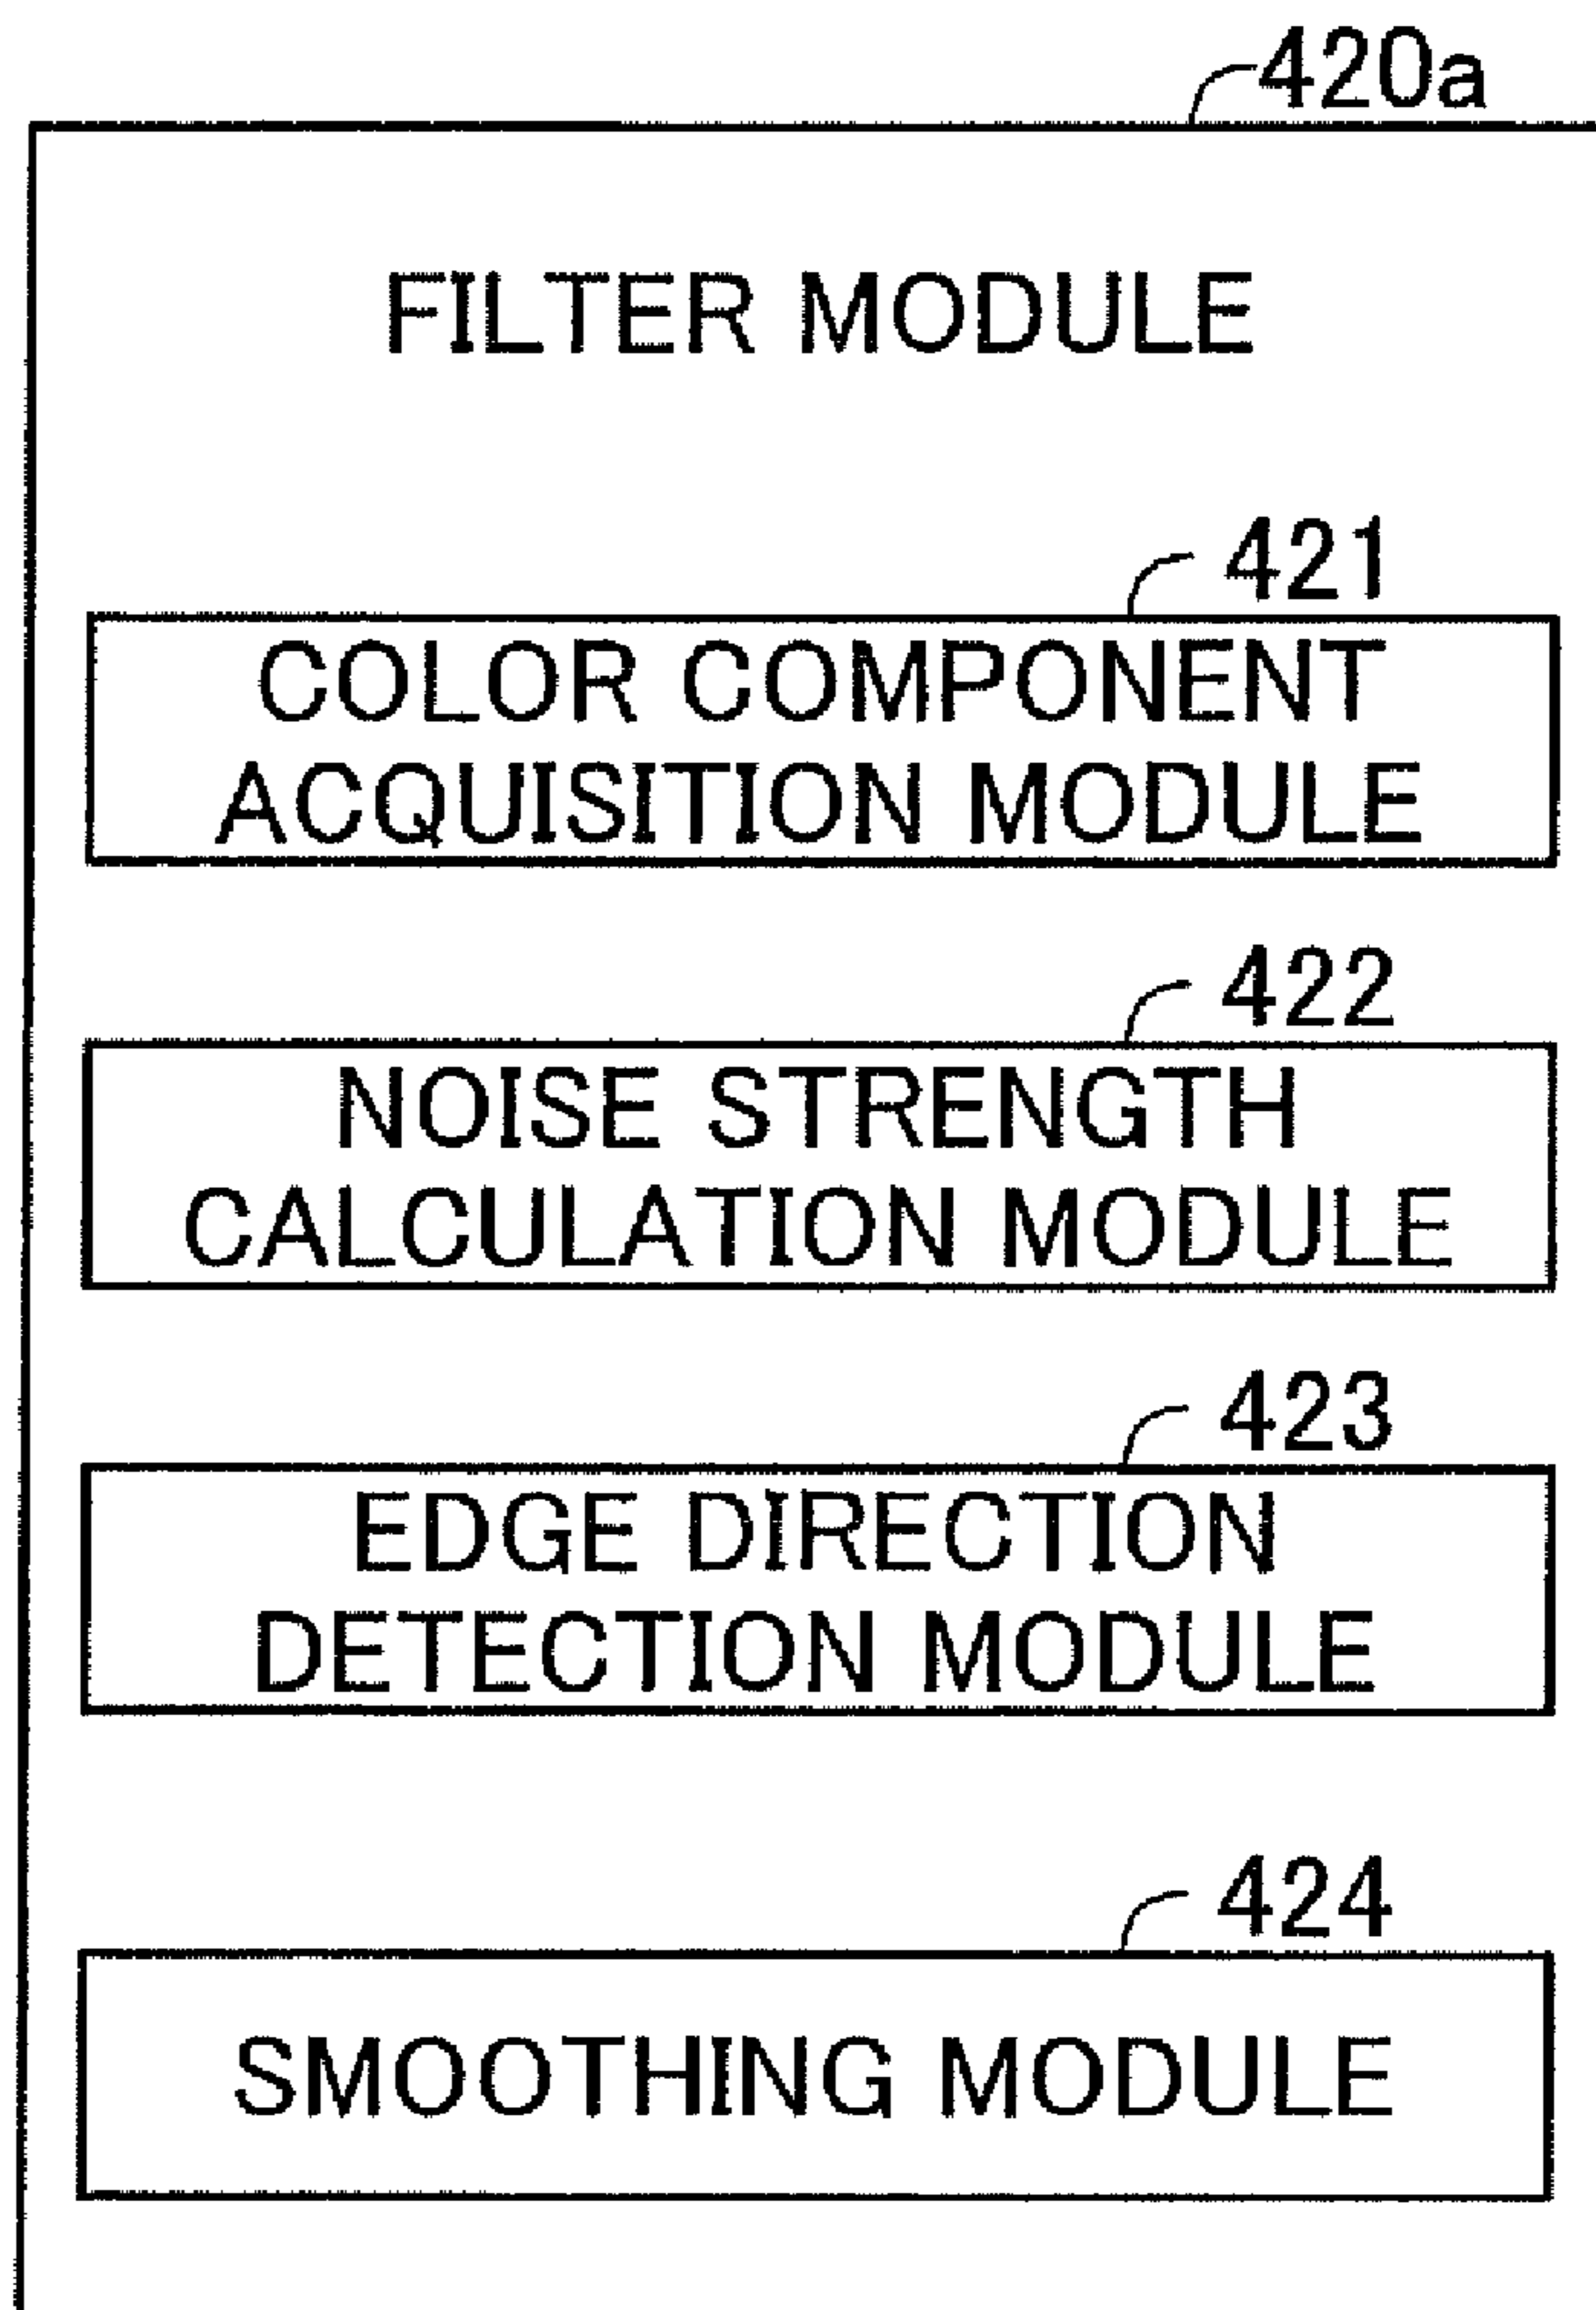 420a
FILTER MODULE
421
COLOR COMPONENT
ACQUISITION MODULE
422
NOISE STRENGTH
CALCULATION MODULE
423
EDGE DIRECTION
DETECTION MODULE
424
SMOOTHING MODULE